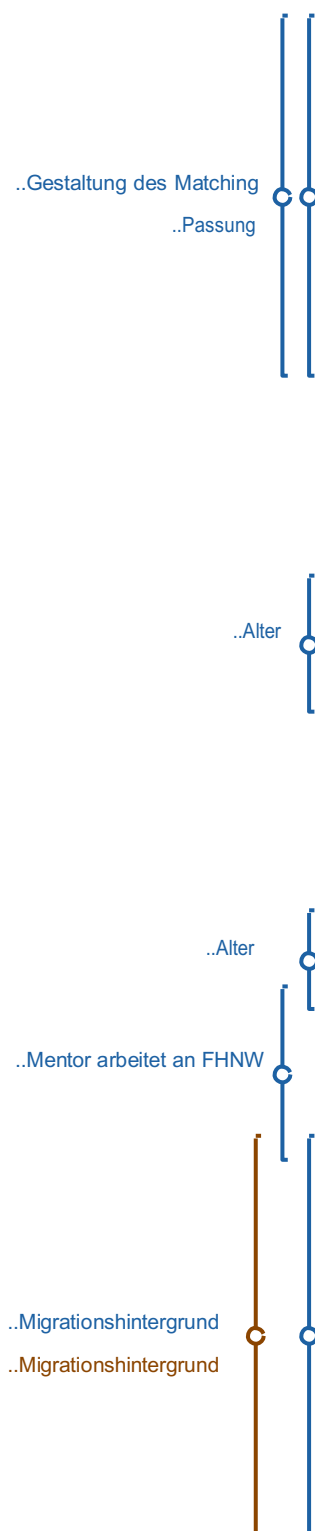 ..Gestaltung des Matching
..Passung
..Alter
..Alter
..Mentor arbeitet an FHNW
..Migrationshintergrund
..Migrationshintergrund